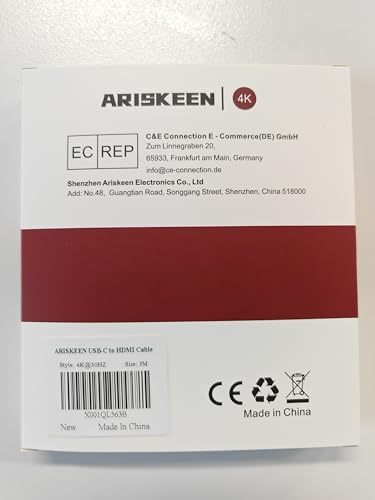 ARISKEEN | 4K
EC REP
C&E Connection E - Commerce(DE) GmbH
Zum Linnegraben 20,
65933, Frankfurt am Main, Germany
info@ce-connection.de
Shenzhen Ariskeen Electronics Co., Ltd
Add: No.48, Guangtian Road, Songgang Street, Shenzhen, China 518000
ARISKEEN USB C to HDMI Cable
Style: 4K@30HZ Size: 3M
X001QL563B
New Made In China
CE
Made in China